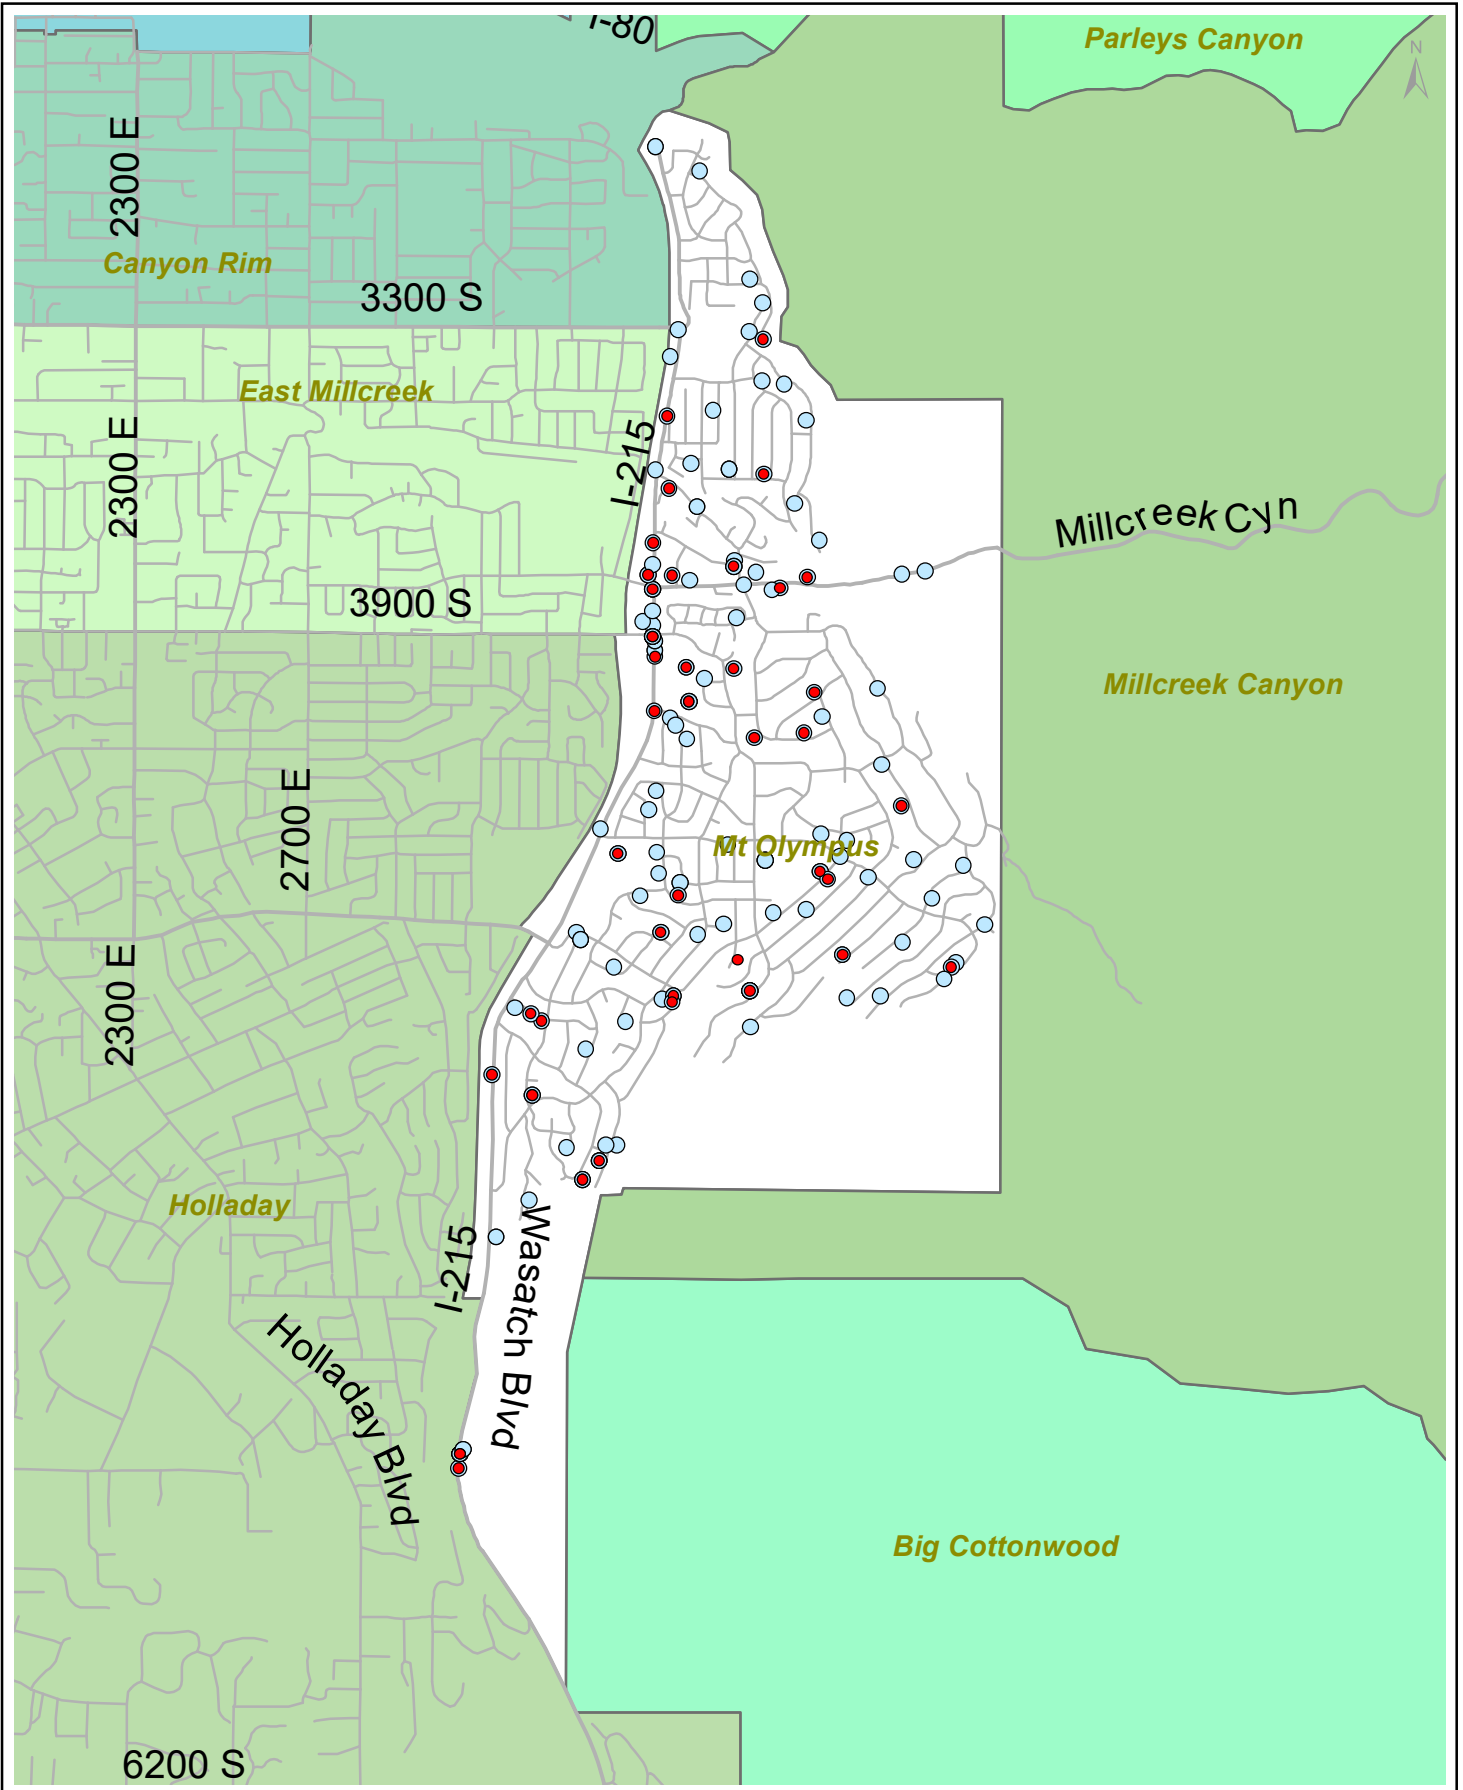 I-80
Parleys Canyon
N
2300 E
Canyon Rim
3300 S
East Millcreek
2300 E
I-215
Millcreek Cyn
3900 S
Millcreek Canyon
2700 E
Mt Olympus
2300 E
Holladay
I-215
Wasatch Blvd
Holladay Blvd
Big Cottonwood
6200 S